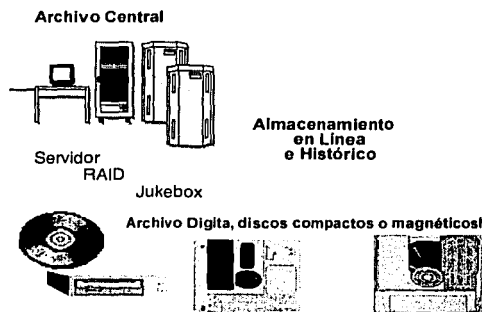 Archivo Central
Almacenamiento
en Línea
e Histórico
Servidor
RAID
Jukebox
Archivo Digita, discos compactos o magnéticos!